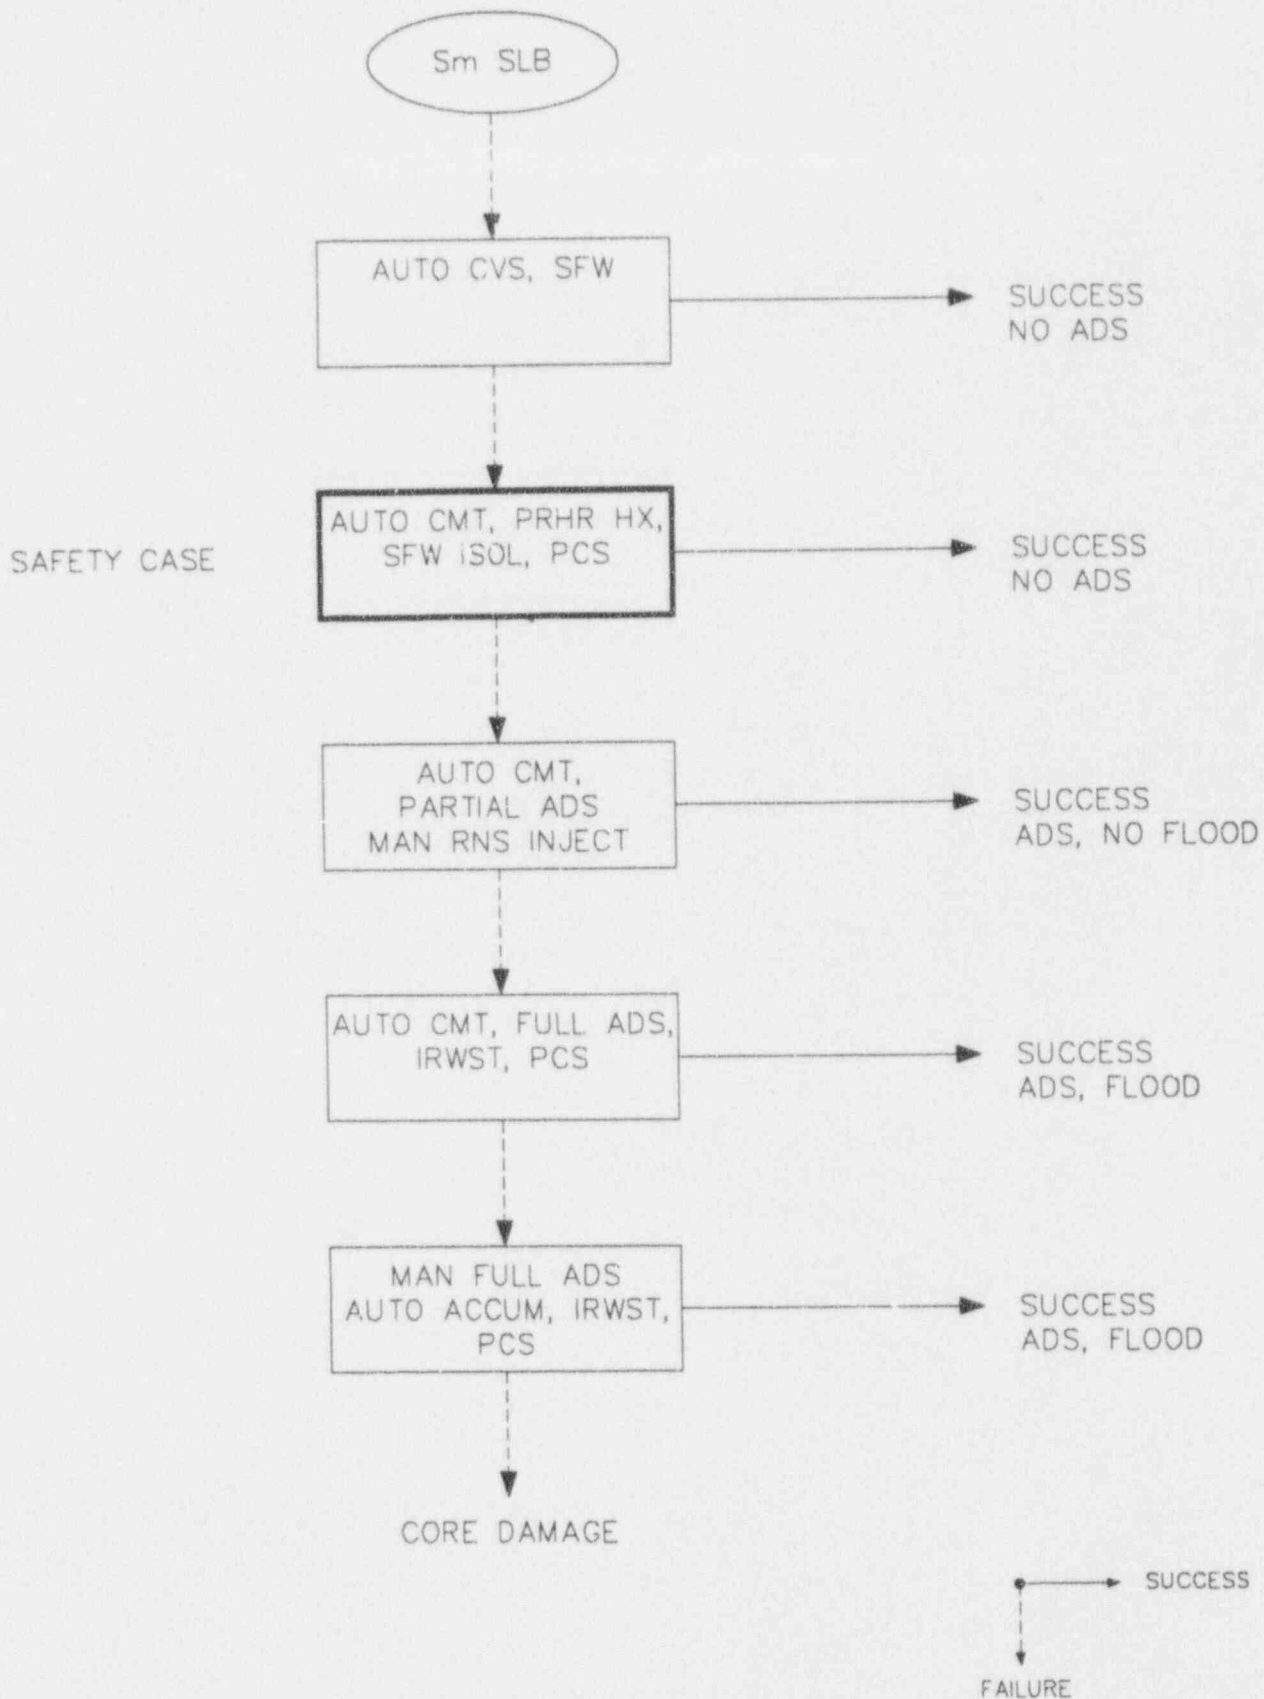 Sm SLB
AUTO CVS, SFW
SUCCESS
NO ADS
SAFETY CASE
AUTO CMT, PRHR HX,
SFW ISOL, PCS
SUCCESS
NO ADS
AUTO CMT,
PARTIAL ADS
MAN RNS INJECT
SUCCESS
ADS, NO FLOOD
AUTO CMT, FULL ADS,
IRWST, PCS
SUCCESS
ADS, FLOOD
MAN FULL ADS
AUTO ACCUM, IRWST,
PCS
SUCCESS
ADS, FLOOD
CORE DAMAGE
SUCCESS
FAILURE